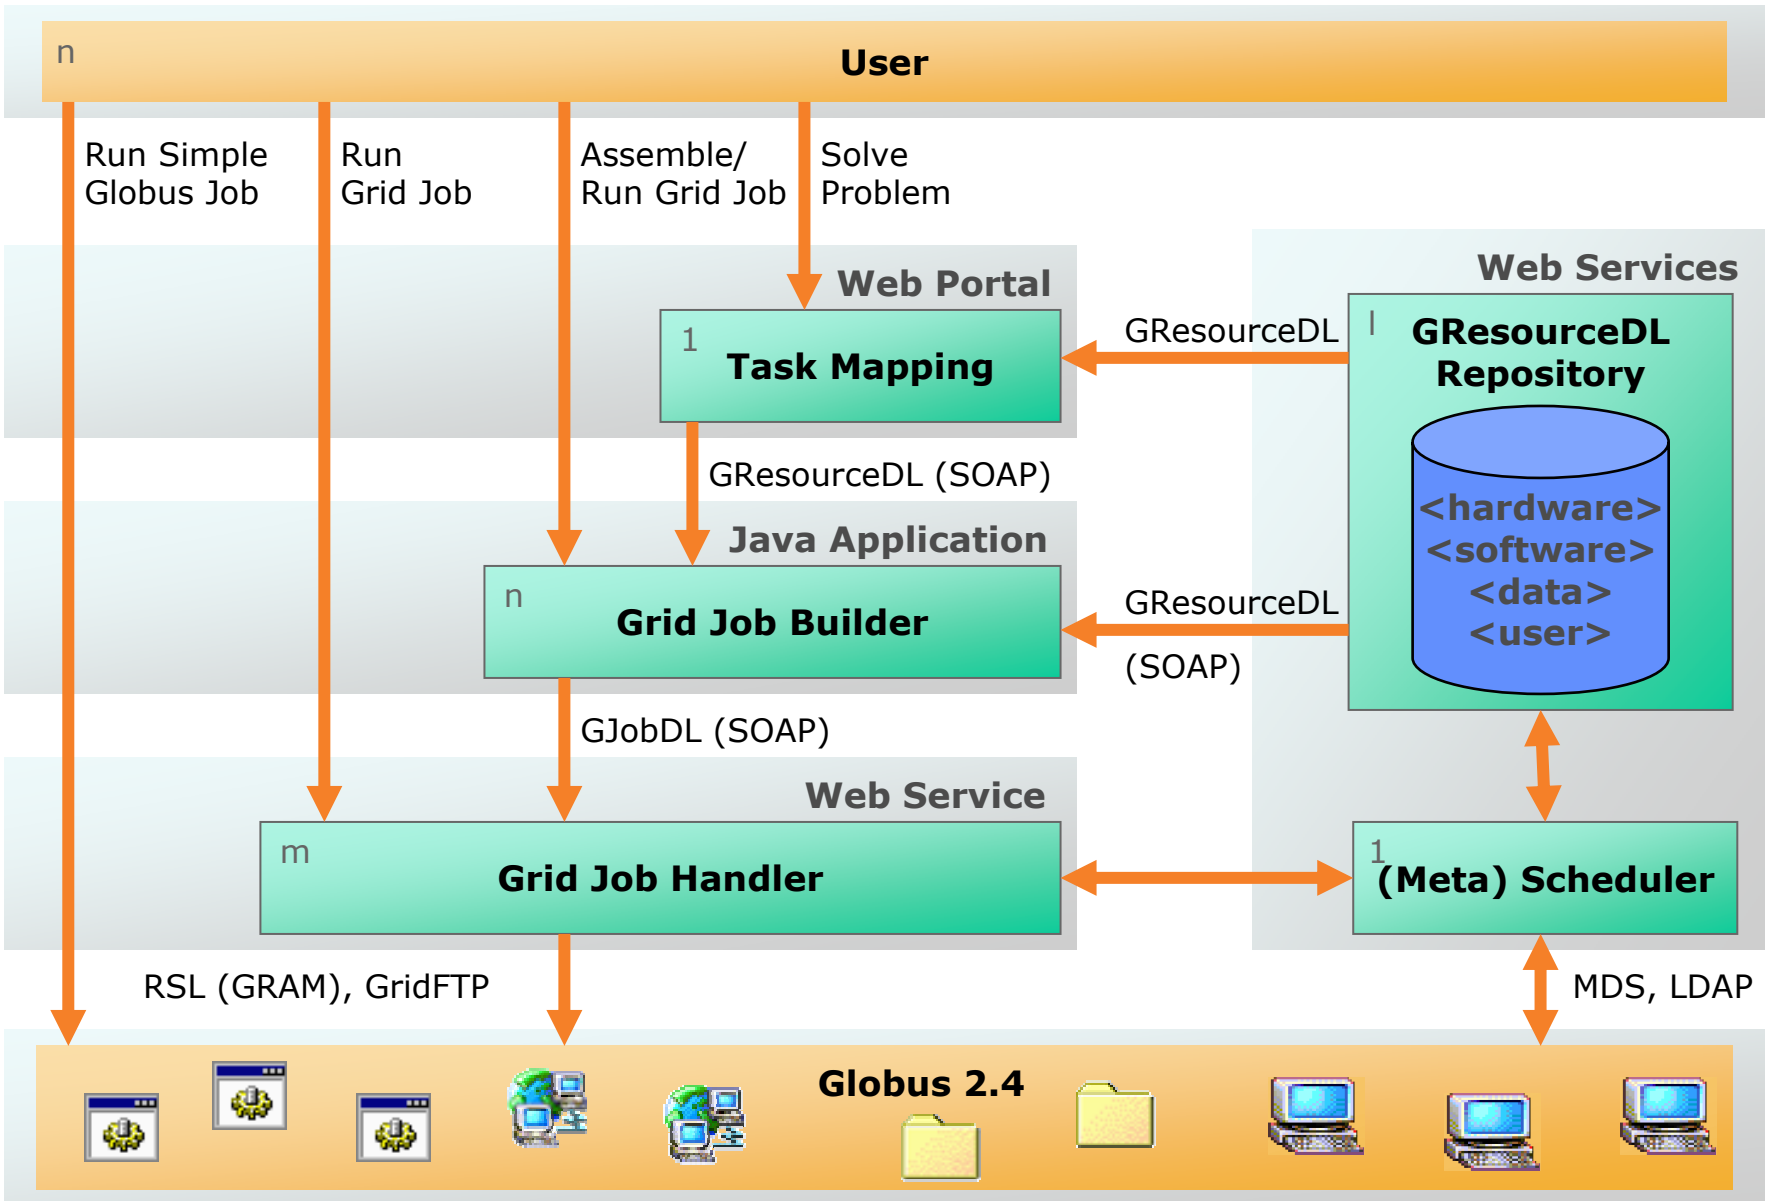 n
User
Run Simple
Globus Job
Run
Grid Job
Assemble/
Run Grid Job
Solve
Problem
Web Portal
1
Task Mapping
GResourceDL
Web Services
l
GResourceDL
Repository
<hardware>
<software>
<data>
<user>
GResourceDL (SOAP)
Java Application
n
Grid Job Builder
GResourceDL
(SOAP)
GJobDL (SOAP)
Web Service
m
Grid Job Handler
1
(Meta) Scheduler
RSL (GRAM), GridFTP
MDS, LDAP
Globus 2.4